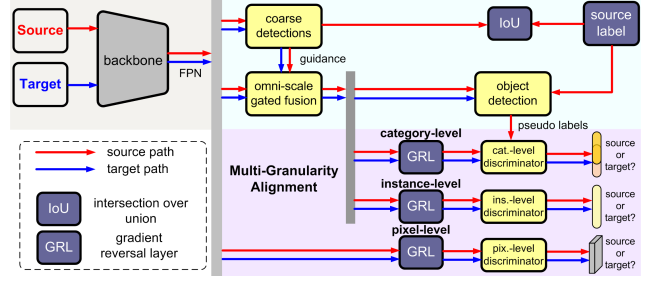 Source
Target
backbone
FPN
coarse
detections
guidance
omni-scale
gated fusion
IoU
source
label
object
detection
pseudo labels
Multi-Granularity
Alignment
category-level
GRL
cat.-level
discriminator
source
or
target?
instance-level
GRL
ins.-level
discriminator
source
or
target?
pixel-level
GRL
pix.-level
discriminator
source
or
target?
source path
target path
IoU
intersection over
union
GRL
gradient
reversal layer